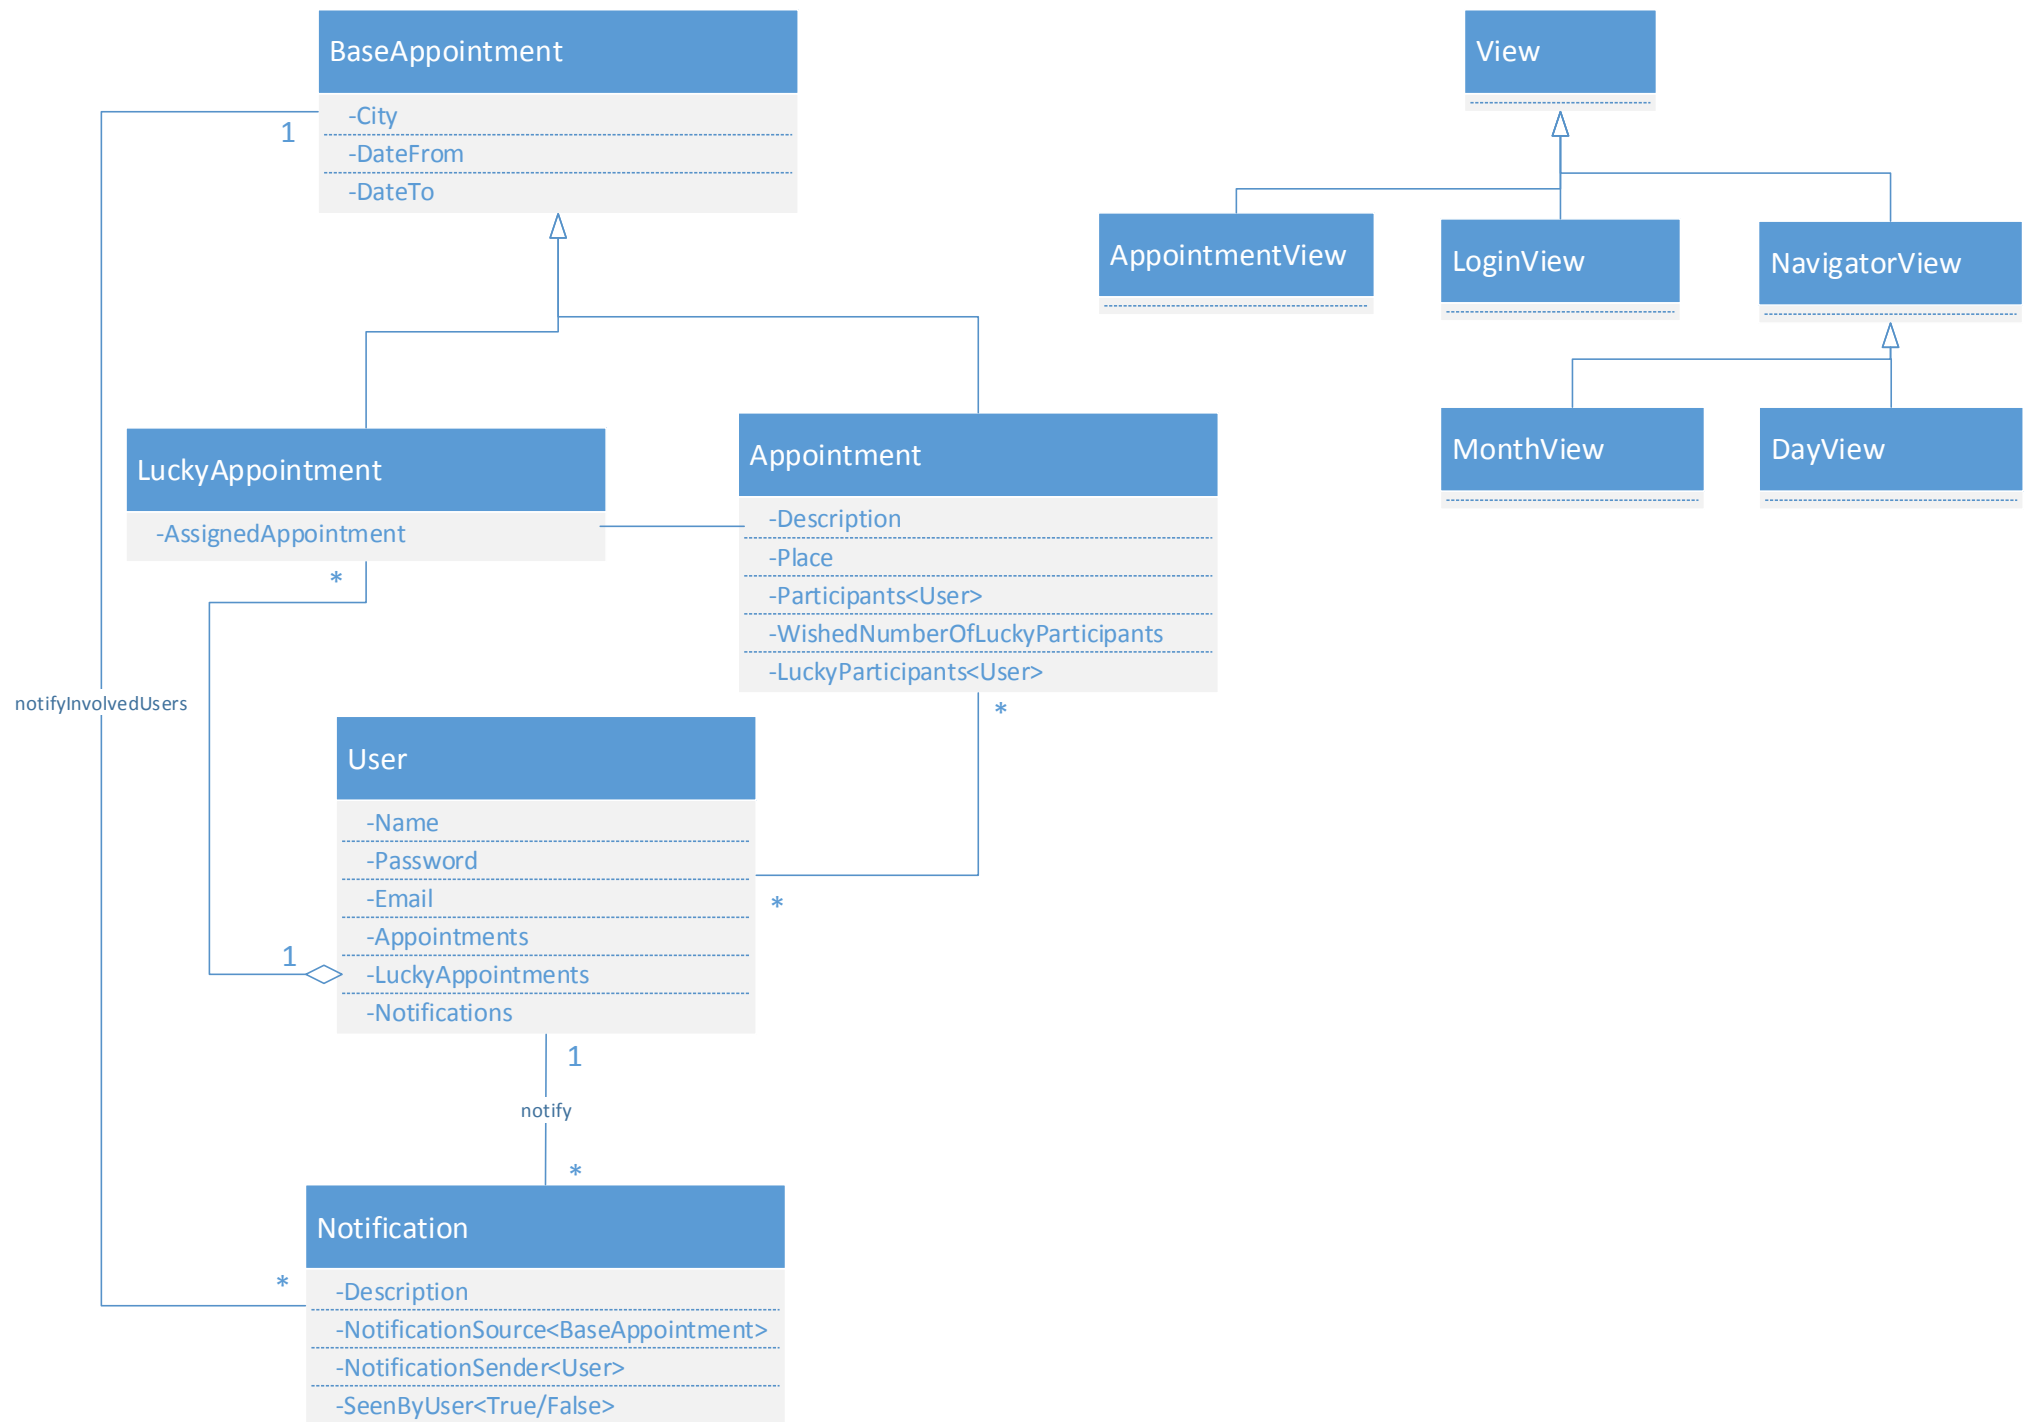 BaseAppointment
-City
-DateFrom
-DateTo
1
View
AppointmentView
LoginView
NavigatorView
MonthView
DayView
LuckyAppointment
-AssignedAppointment
*
Appointment
-Description
-Place
-Participants<User>
-WishedNumberOfLuckyParticipants
-LuckyParticipants<User>
*
notifyInvolvedUsers
User
-Name
-Password
-Email
-Appointments
-LuckyAppointments
-Notifications
*
1
1
notify
*
Notification
*
-Description
-NotificationSource<BaseAppointment>
-NotificationSender<User>
-SeenByUser<True/False>